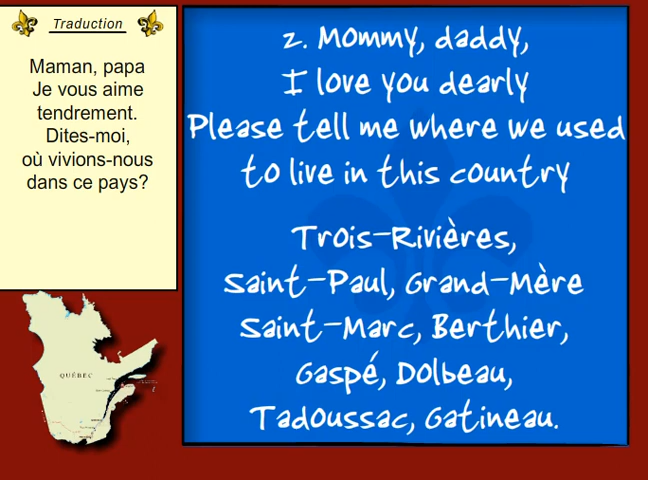 Traduction
Maman, papa
Je vous aime
tendrement.
Dites-moi,
où vivions-nous
dans ce pays?
2. Mommy, daddy,
I love you dearly
Please tell me where we used
to live in this country
Trois-Rivières,
Saint-Paul, Grand-Mère
Saint-Marc, Berthier,
Gaspé, Dolbeau,
Tadoussac, Gatineau.
QUÉBEC